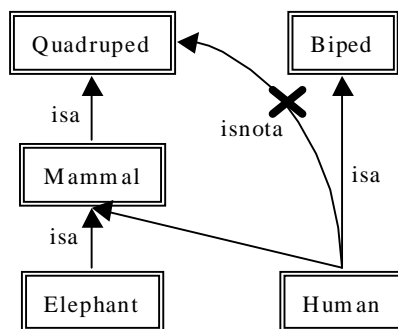 Quadruped
Biped
isa
isnota
Mammal
isa
isa
Elephant
Human